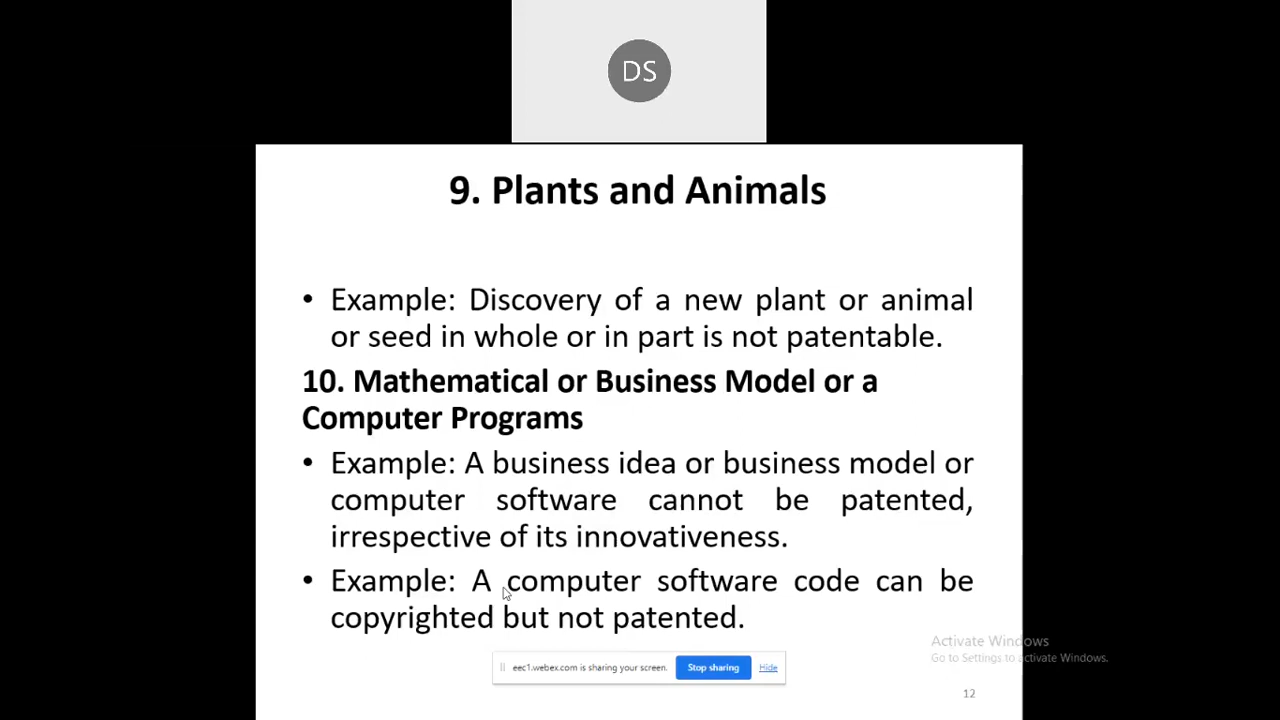 DS
9. Plants and Animals
• Example: Discovery of a new plant or animal
or seed in whole or in part is not patentable.
10. Mathematical or Business Model or a
Computer Programs
• Example: A business idea or business model or
computer software cannot be patented,
irrespective of its innovativeness.
• Example: A computer software code can be
copyrighted but not patented.
Activate Windows
Go to Settings to activate Windows.
eec1.webex.com is sharing your screen. Stop sharing Hide
12